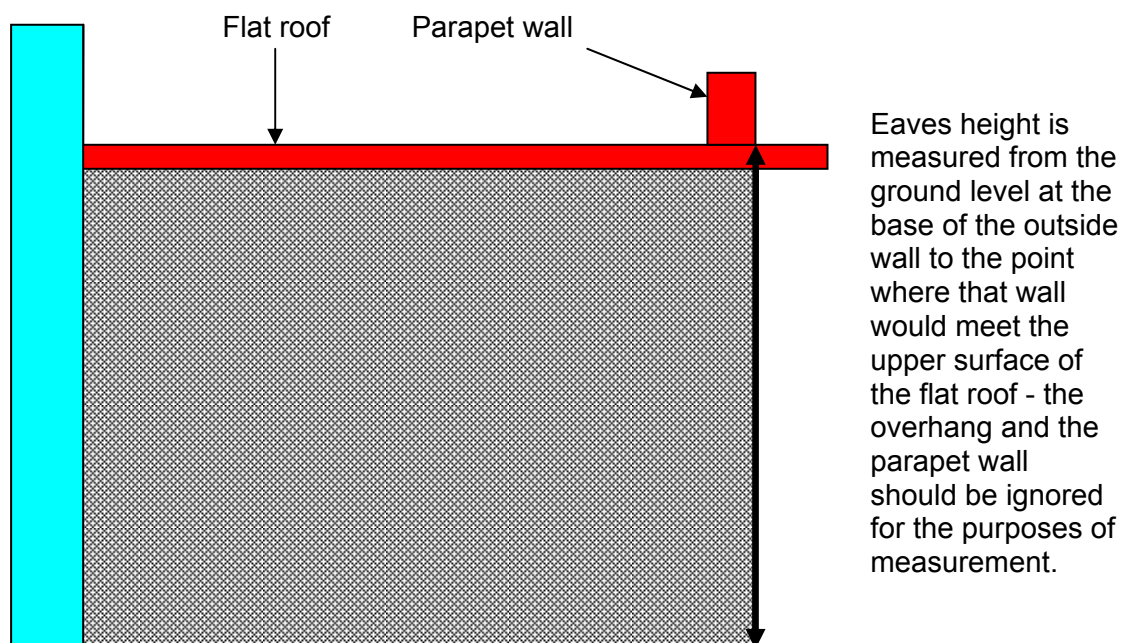 Flat roof
Parapet wall
Eaves height is
measured from the
ground level at the
base of the outside
wall to the point
where that wall
would meet the
upper surface of
the flat roof - the
overhang and the
parapet wall
should be ignored
for the purposes of
measurement.